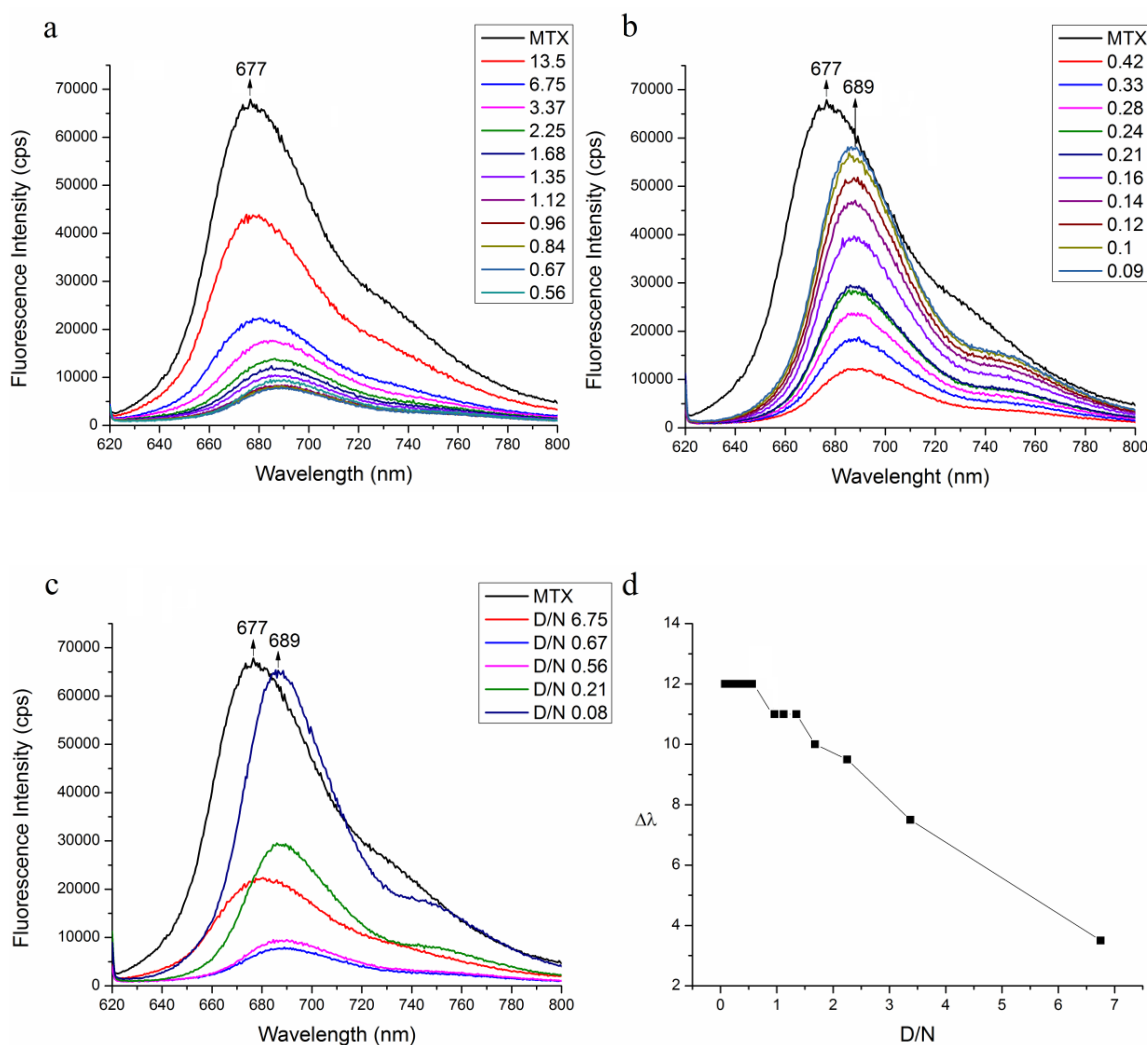 a
677
MTX
13.5
6.75
3.37
2.25
1.68
1.35
1.12
0.96
0.84
0.67
0.56
70000
60000
50000
40000
30000
20000
10000
0
Fluorescence Intensity (cps)
620 640 660 680 700 720 740 760 780 800
Wavelength (nm)
b
677
689
MTX
0.42
0.33
0.28
0.24
0.21
0.16
0.14
0.12
0.1
0.09
70000
60000
50000
40000
30000
20000
10000
0
Fluorescence Intensity (cps)
620 640 660 680 700 720 740 760 780 800
Wavelenght (nm)
c
677 689
MTX
D/N 6.75
D/N 0.67
D/N 0.56
D/N 0.21
D/N 0.08
70000
60000
50000
40000
30000
20000
10000
0
Fluorescence Intensity (cps)
620 640 660 680 700 720 740 760 780 800
Wavelength (nm)
d
14
12
10
8
6
4
2
Δλ
0 1 2 3 4 5 6 7
D/N